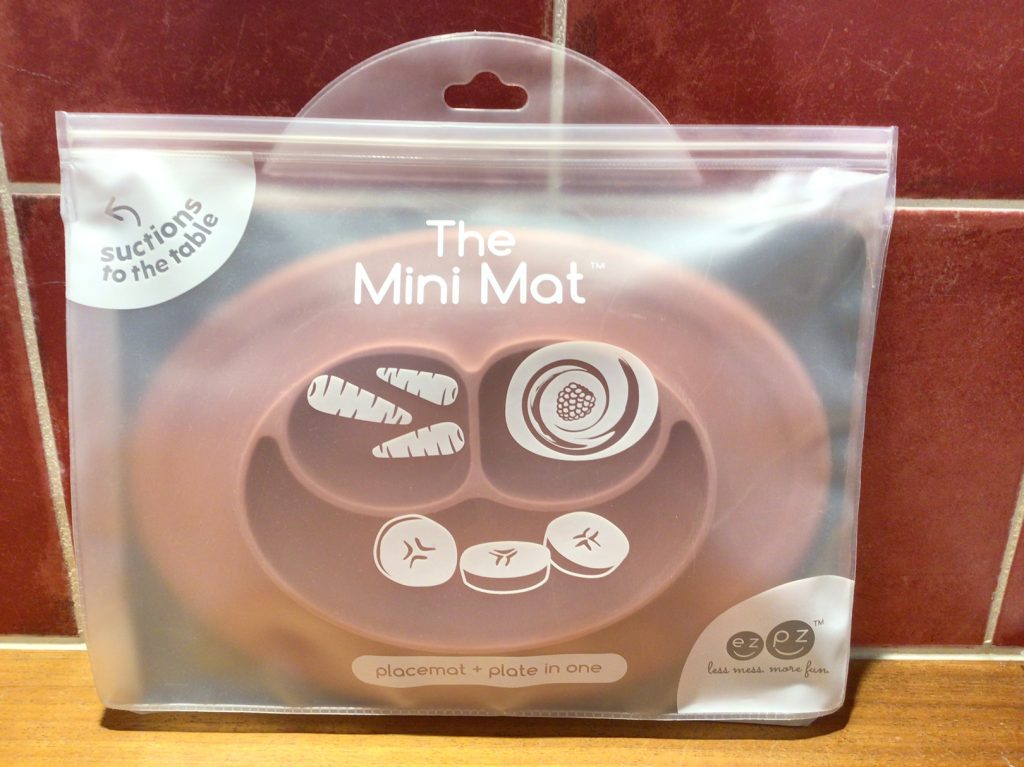 suctions
to the table
The
Mini Mat™
placemat + plate in one
ezpz™
less mess. more fun.